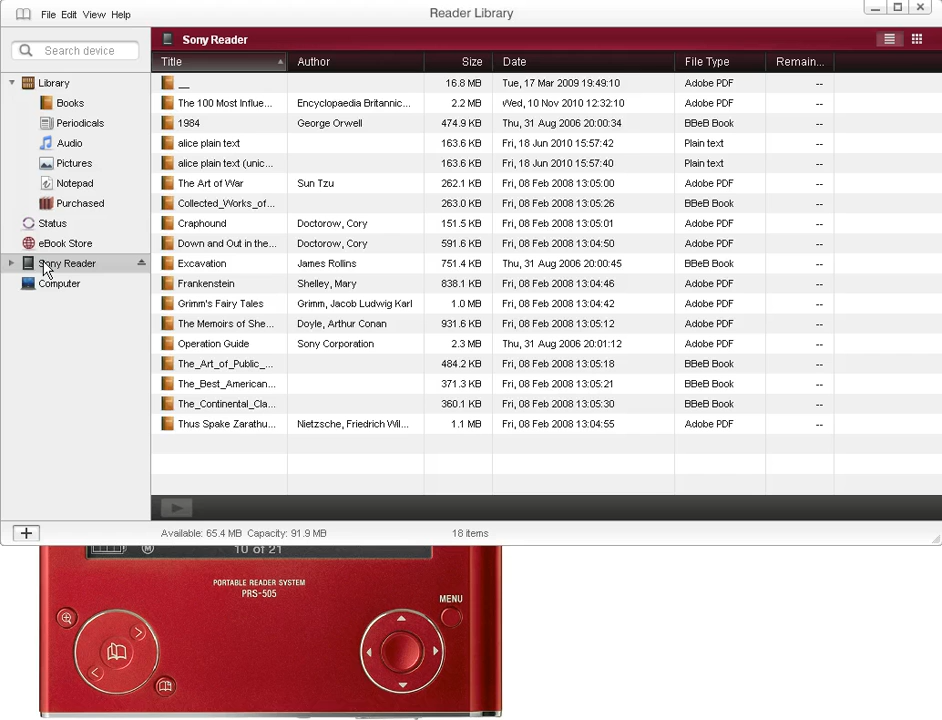 File Edit View Help
Reader Library
Search device
Sony Reader
Title Author Size Date File Type Remain...
Library
Books
Periodicals
Audio
Pictures
Notepad
Purchased
Status
eBook Store
Sony Reader
Computer
__ 16.8 MB Tue, 17 Mar 2009 19:49:10 Adobe PDF --
The 100 Most Influe... Encyclopaedia Britannic... 2.2 MB Wed, 10 Nov 2010 12:32:10 Adobe PDF --
1984 George Orwell 474.9 KB Thu, 31 Aug 2006 20:00:34 BBeB Book --
alice plain text 163.6 KB Fri, 18 Jun 2010 15:57:42 Plain text --
alice plain text (unic... 163.6 KB Fri, 18 Jun 2010 15:57:40 Plain text --
The Art of War Sun Tzu 262.1 KB Fri, 08 Feb 2008 13:05:00 Adobe PDF --
Collected_Works_of... 263.0 KB Fri, 08 Feb 2008 13:05:26 BBeB Book --
Craphound Doctorow, Cory 151.5 KB Fri, 08 Feb 2008 13:05:01 Adobe PDF --
Down and Out in the... Doctorow, Cory 591.6 KB Fri, 08 Feb 2008 13:04:50 Adobe PDF --
Excavation James Rollins 751.4 KB Thu, 31 Aug 2006 20:00:45 BBeB Book --
Frankenstein Shelley, Mary 838.1 KB Fri, 08 Feb 2008 13:04:46 Adobe PDF --
Grimm's Fairy Tales Grimm, Jacob Ludwig Karl 1.0 MB Fri, 08 Feb 2008 13:04:42 Adobe PDF --
The Memoirs of She... Doyle, Arthur Conan 931.6 KB Fri, 08 Feb 2008 13:05:12 Adobe PDF --
Operation Guide Sony Corporation 2.3 MB Thu, 31 Aug 2006 20:01:12 Adobe PDF --
The_Art_of_Public_... 484.2 KB Fri, 08 Feb 2008 13:05:18 BBeB Book --
The_Best_American... 371.3 KB Fri, 08 Feb 2008 13:05:21 BBeB Book --
The_Continental_Cla... 360.1 KB Fri, 08 Feb 2008 13:05:30 BBeB Book --
Thus Spake Zarathu... Nietzsche, Friedrich Wil... 1.1 MB Fri, 08 Feb 2008 13:04:55 Adobe PDF --
Available: 65.4 MB Capacity: 91.9 MB 18 items
M 10 of 21
PORTABLE READER SYSTEM
PRS-505
MENU